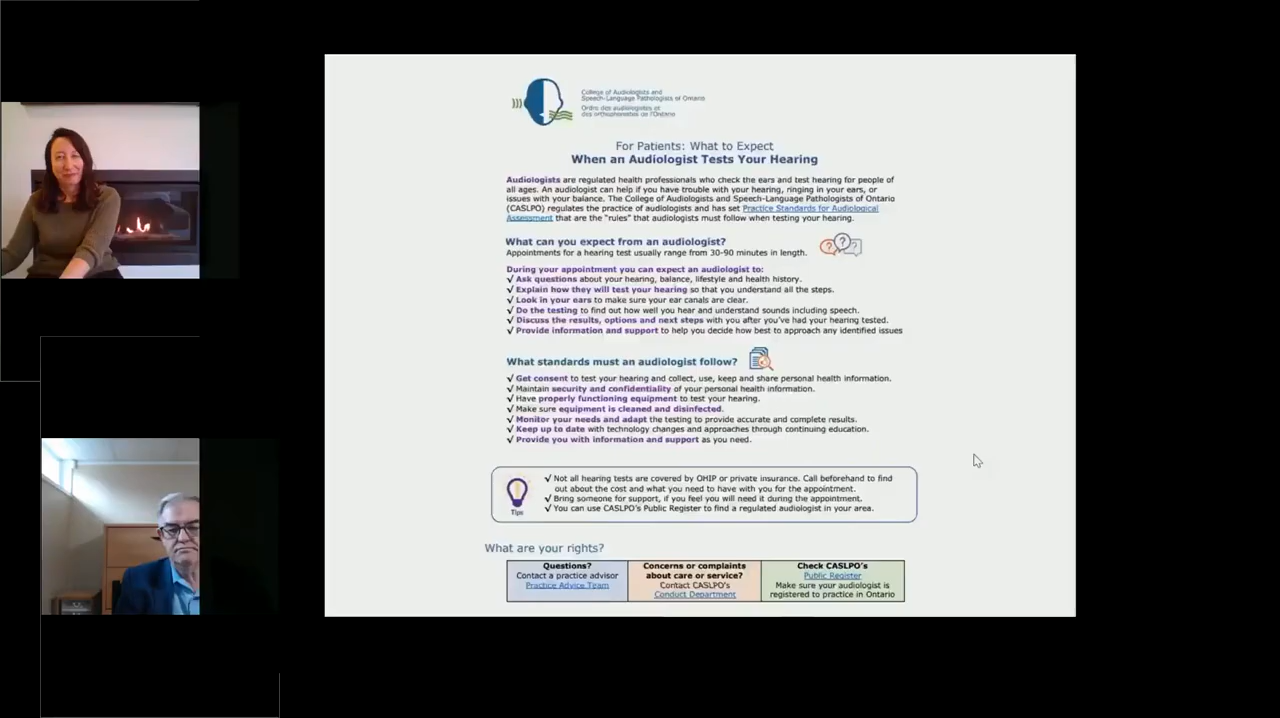 College of Audiologists and
Speech-Language Pathologists of Ontario
Ordre des audiologistes et
des orthophonistes de l'Ontario
For Patients: What to Expect
When an Audiologist Tests Your Hearing
Audiologists are regulated health professionals who check the ears and test hearing for people of
all ages. An audiologist can help if you have trouble with your hearing, ringing in your ears, or
issues with your balance. The College of Audiologists and Speech-Language Pathologists of Ontario
(CASLPO) regulates the practice of audiologists and has set Practice Standards for Audiological
Assessment that are the "rules" that audiologists must follow when testing your hearing.
What can you expect from an audiologist?
Appointments for a hearing test usually range from 30-90 minutes in length.
During your appointment you can expect an audiologist to:
√ Ask questions about your hearing, balance, lifestyle and health history.
√ Explain how they will test your hearing so that you understand all the steps.
√ Look in your ears to make sure your ear canals are clear.
√ Do the testing to find out how well you hear and understand sounds including speech.
√ Discuss the results, options and next steps with you after you've had your hearing tested.
√ Provide information and support to help you decide how best to approach any identified issues
What standards must an audiologist follow?
√ Get consent to test your hearing and collect, use, keep and share personal health information.
√ Maintain security and confidentiality of your personal health information.
√ Have properly functioning equipment to test your hearing.
√ Make sure equipment is cleaned and disinfected.
√ Monitor your needs and adapt the testing to provide accurate and complete results.
√ Keep up to date with technology changes and approaches through continuing education.
√ Provide you with information and support as you need.
Tips
√ Not all hearing tests are covered by OHIP or private insurance. Call beforehand to find
out about the cost and what you need to have with you for the appointment.
√ Bring someone for support, if you feel you will need it during the appointment.
√ You can use CASLPO's Public Register to find a regulated audiologist in your area.
What are your rights?
Questions?
Contact a practice advisor
Practice Advice Team
Concerns or complaints
about care or service?
Contact CASLPO's
Conduct Department
Check CASLPO's
Public Register
Make sure your audiologist is
registered to practice in Ontario